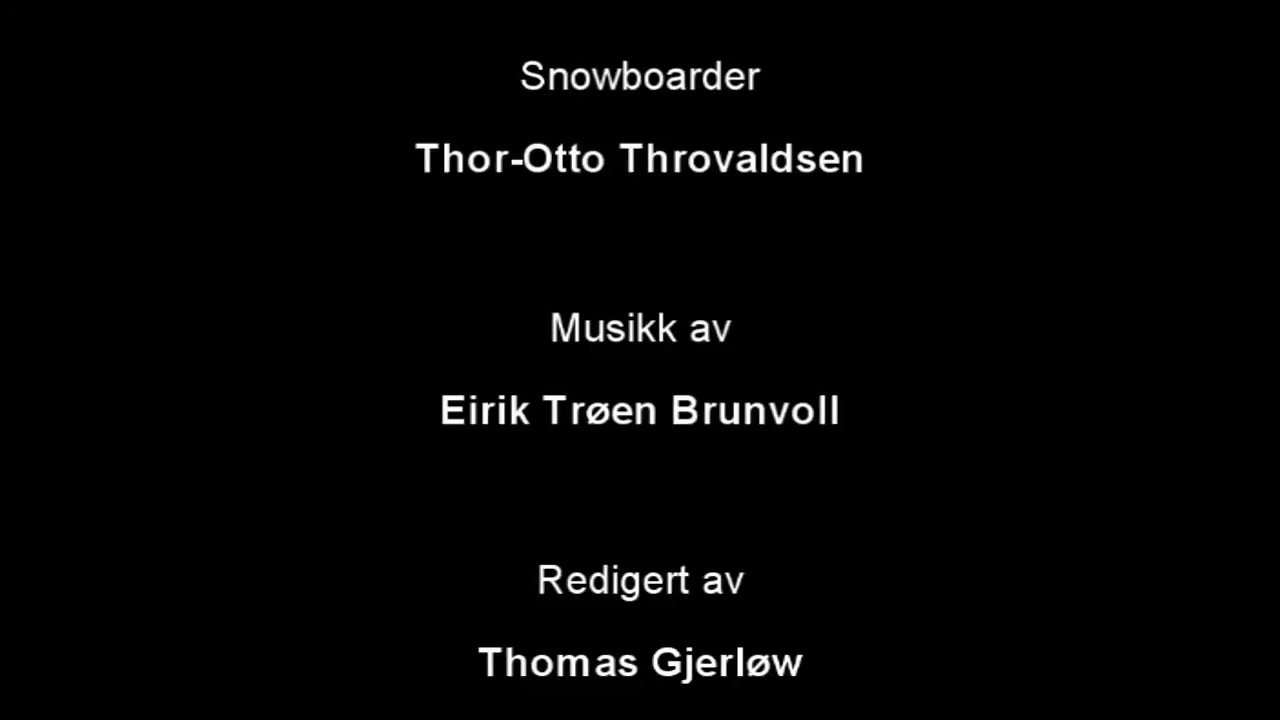 Snowboarder
Thor-Otto Throvaldsen
Musikk av
Eirik Trøen Brunvoll
Redigert av
Thomas Gjerløw